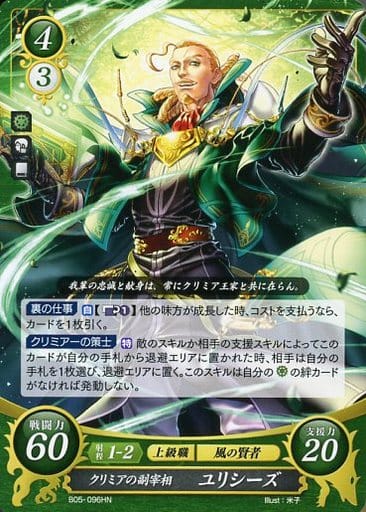 4
3
我輩の忠誠と献身は、常にクリミア王家と共に在らん。
裏の仕事 自 【 1】 他の味方が成長した時、コストを支払うなら、
カードを1枚引く。
クリミアーの策士 特 敵のスキルか相手の支援スキルによってこの
カードが自分の手札から退避エリアに置かれた時、相手は自分の
手札を1枚選び、退避エリアに置く。このスキルは自分の の絆カード
がなければ発動しない。
戦闘力
60
射程 1-2 上級職 風の賢者
支援力
20
クリミアの副宰相 ユリシーズ
B05-096HN Illust:米子